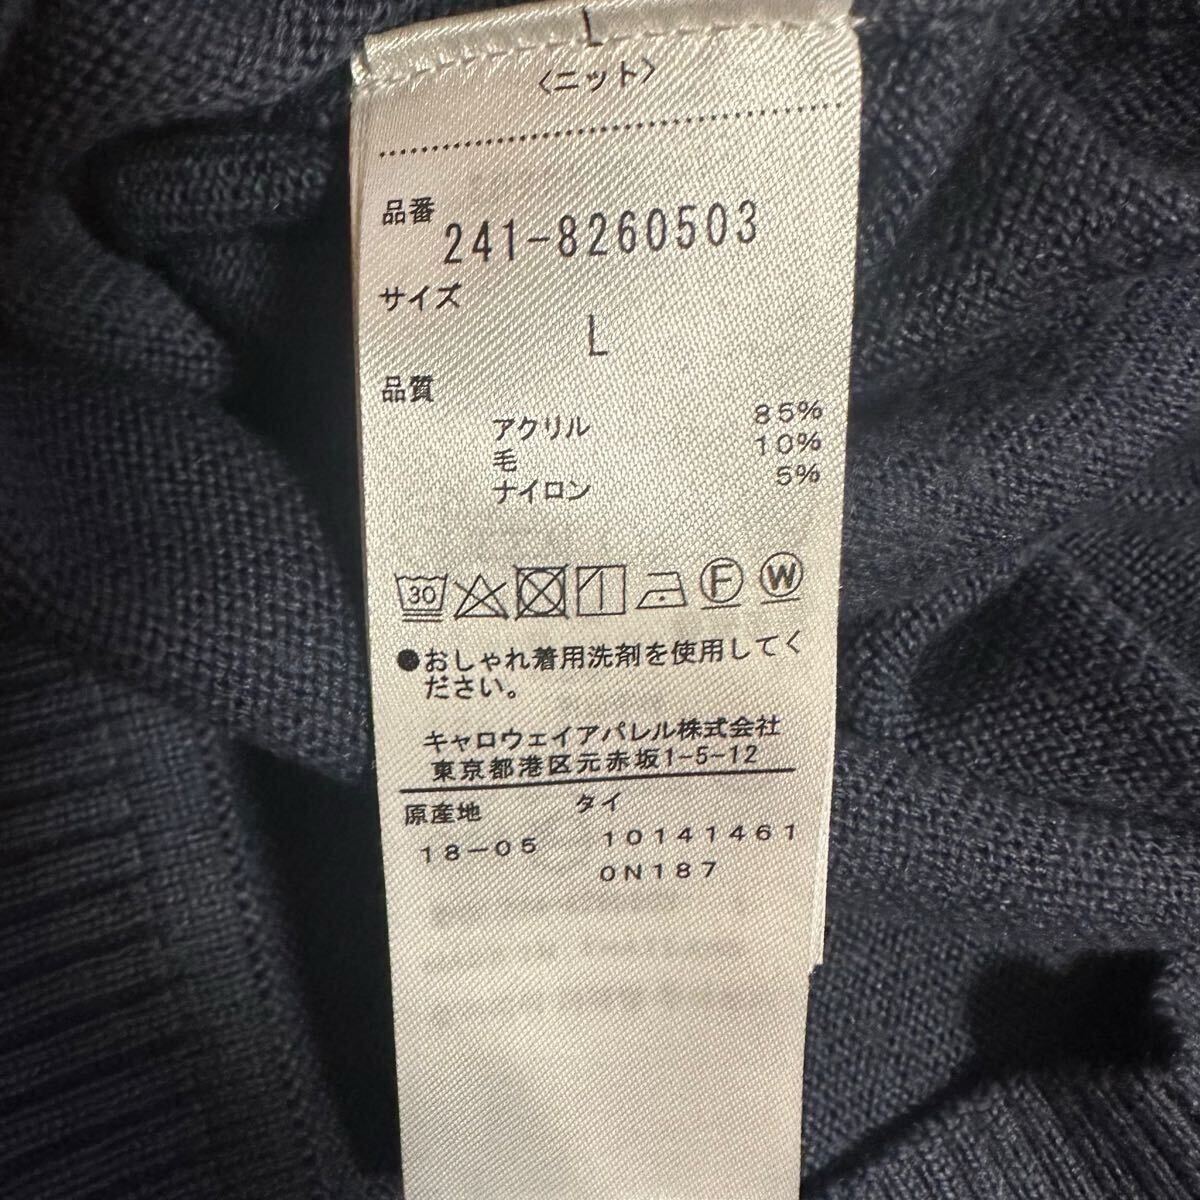 L
〈ニット〉
品番
241-8260503
サイズ
L
品質
アクリル 85%
毛 10%
ナイロン 5%
30 F W
●おしゃれ着用洗剤を使用してく
ださい。
キャロウェイアパレル株式会社
東京都港区元赤坂1-5-12
原産地 タイ
18-05 10141461
0N187